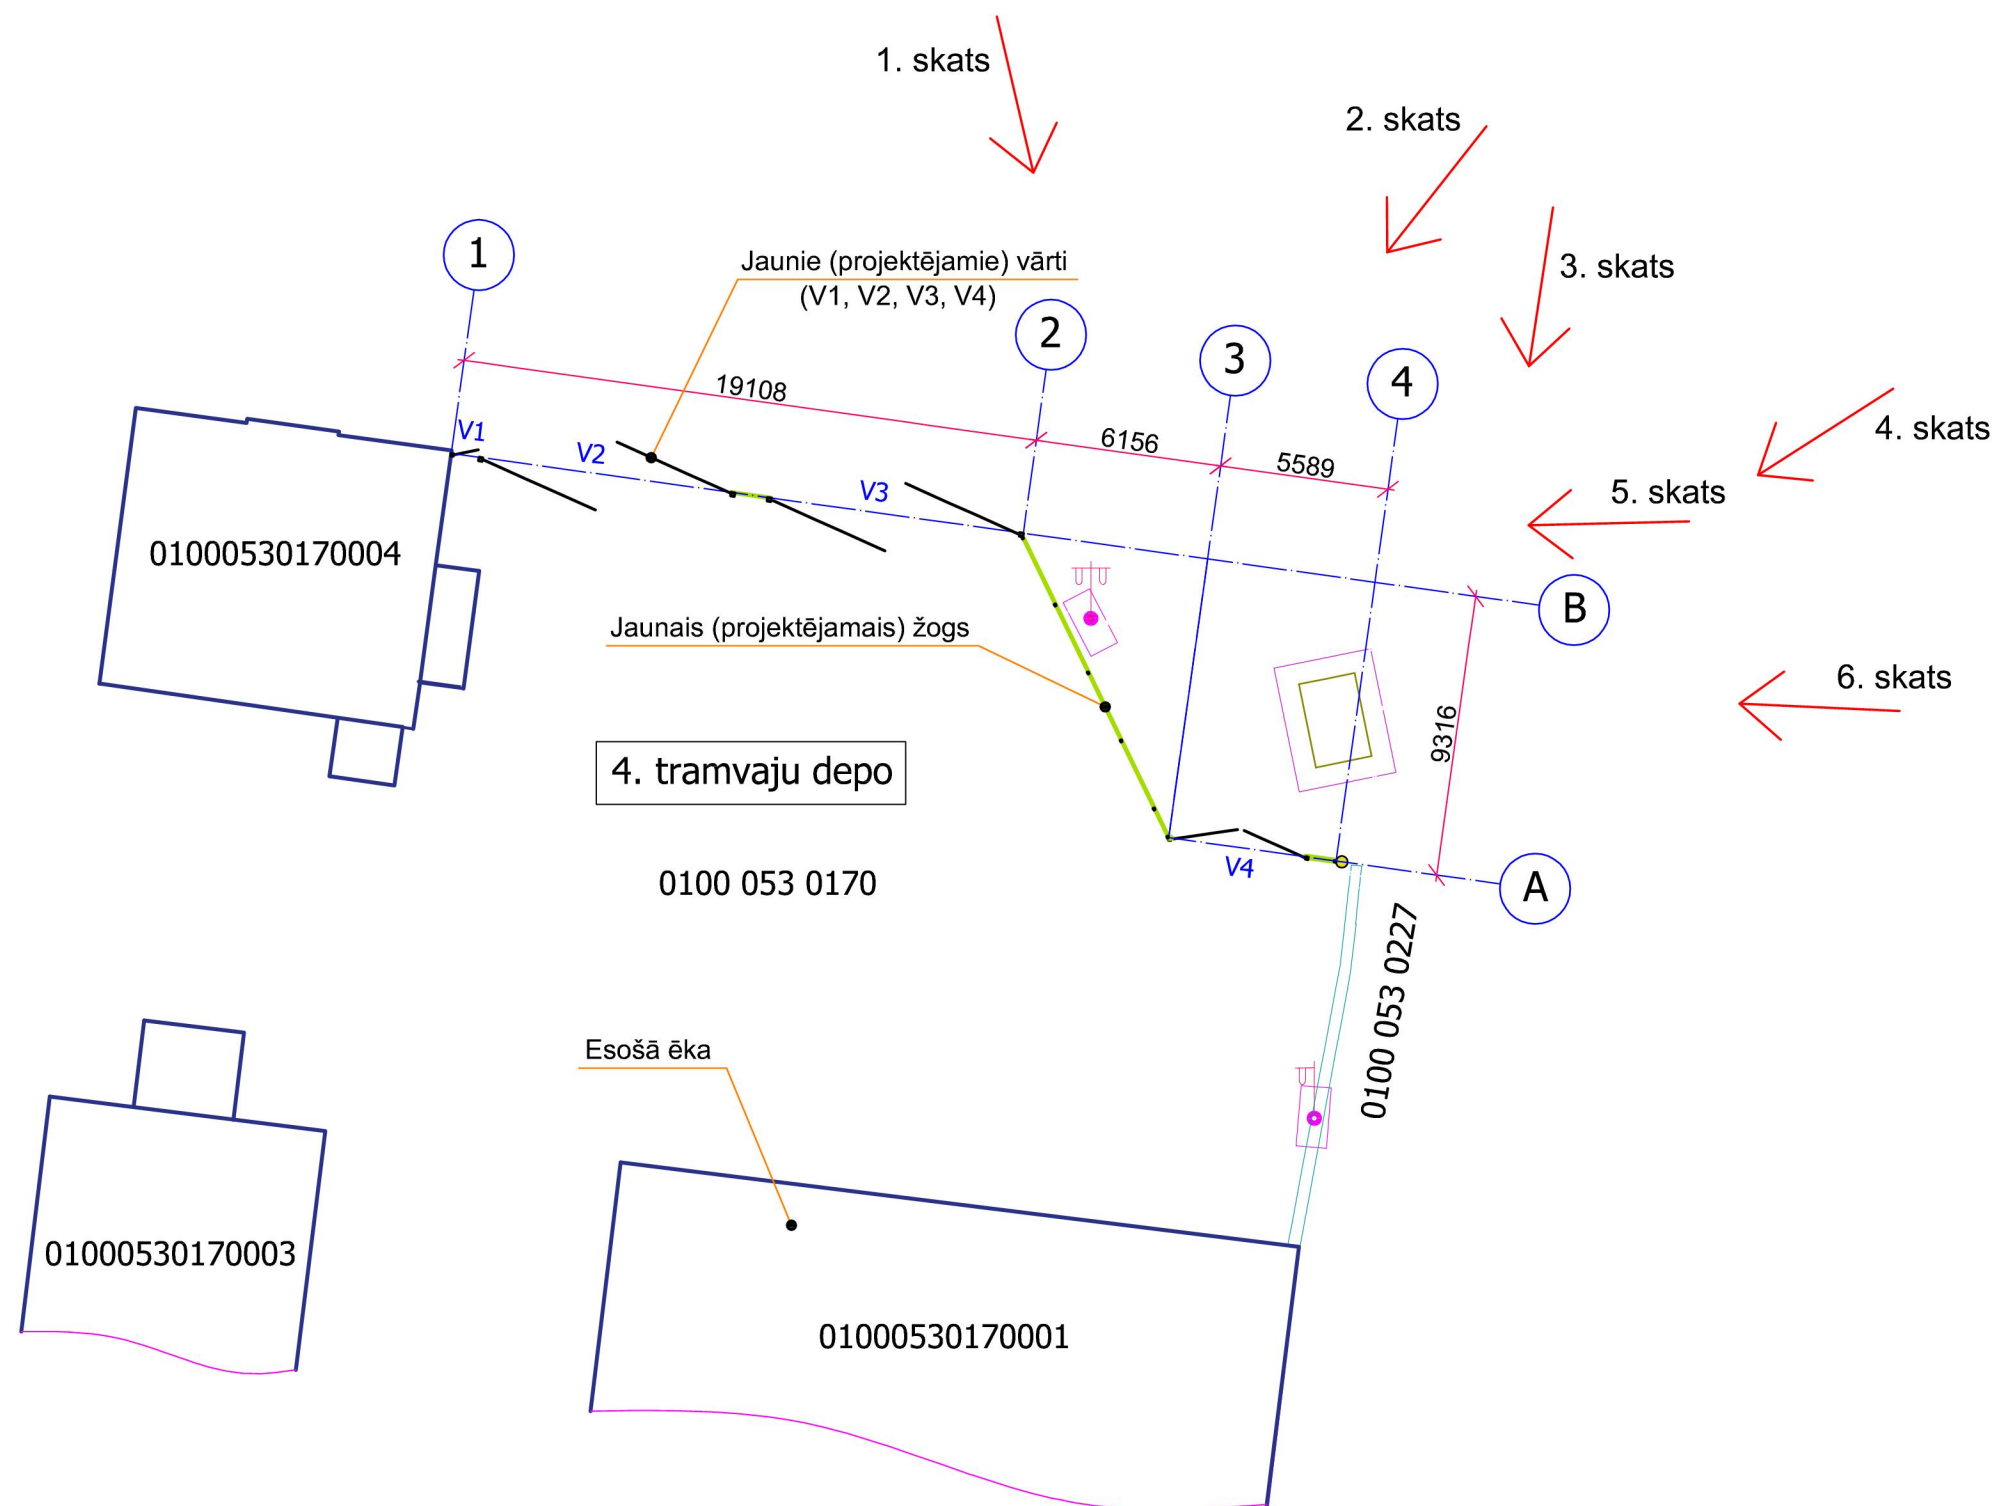 1. skats
2. skats
3. skats
4. skats
5. skats
6. skats
1
Jaunie (projektējamie) vārti
(V1, V2, V3, V4)
2
3
4
19108
6156
5589
V1
V2
V3
01000530170004
B
Jaunais (projektējamais) žogs
9316
4. tramvaju depo
V4
0100 053 0170
A
0100 053 0227
Esošā ēka
01000530170003
01000530170001